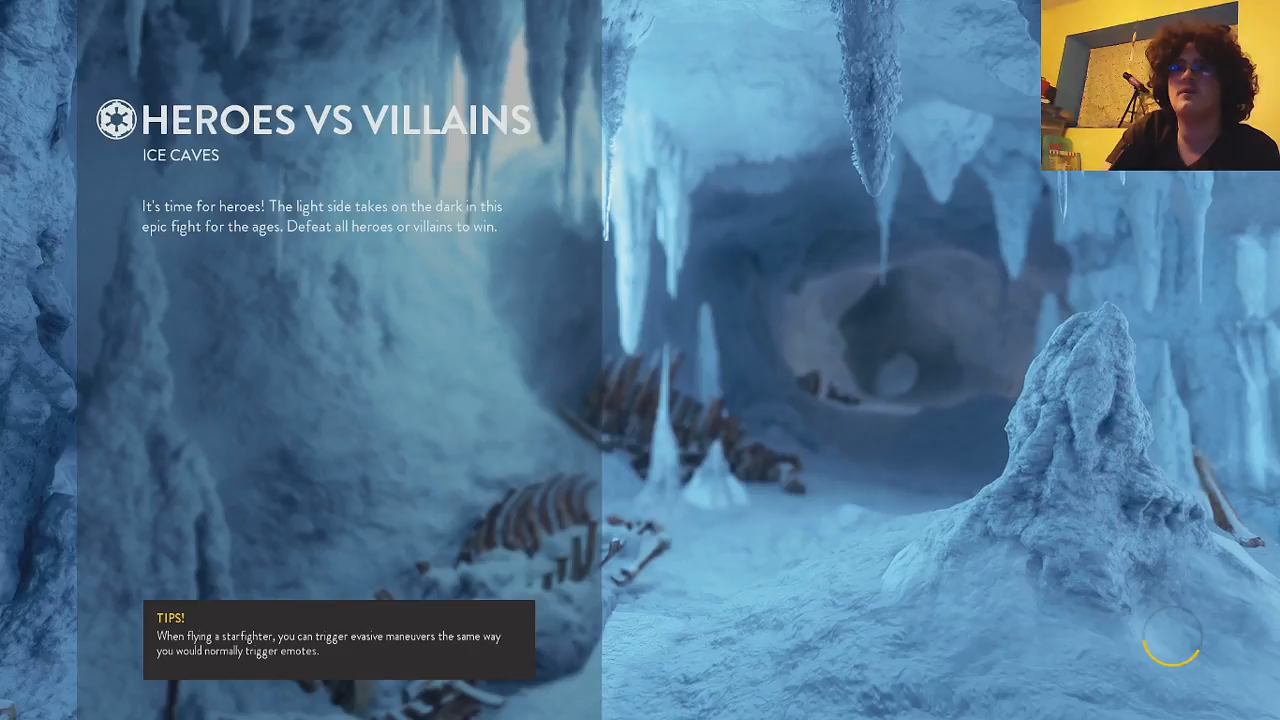 HEROES VS VILLAINS
ICE CAVES
It's time for heroes! The light side takes on the dark in this
epic fight for the ages. Defeat all heroes or villains to win.
TIPS!
When flying a starfighter, you can trigger evasive maneuvers the same way
you would normally trigger emotes.